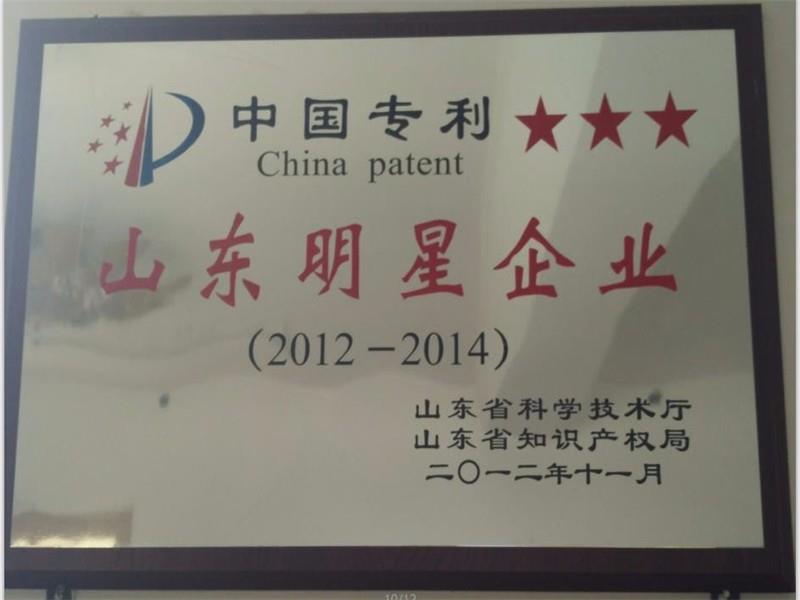 中国专利
China patent
山东明星企业
(2012-2014)
山东省科学技术厅
山东省知识产权局
二〇一二年十一月
10/12